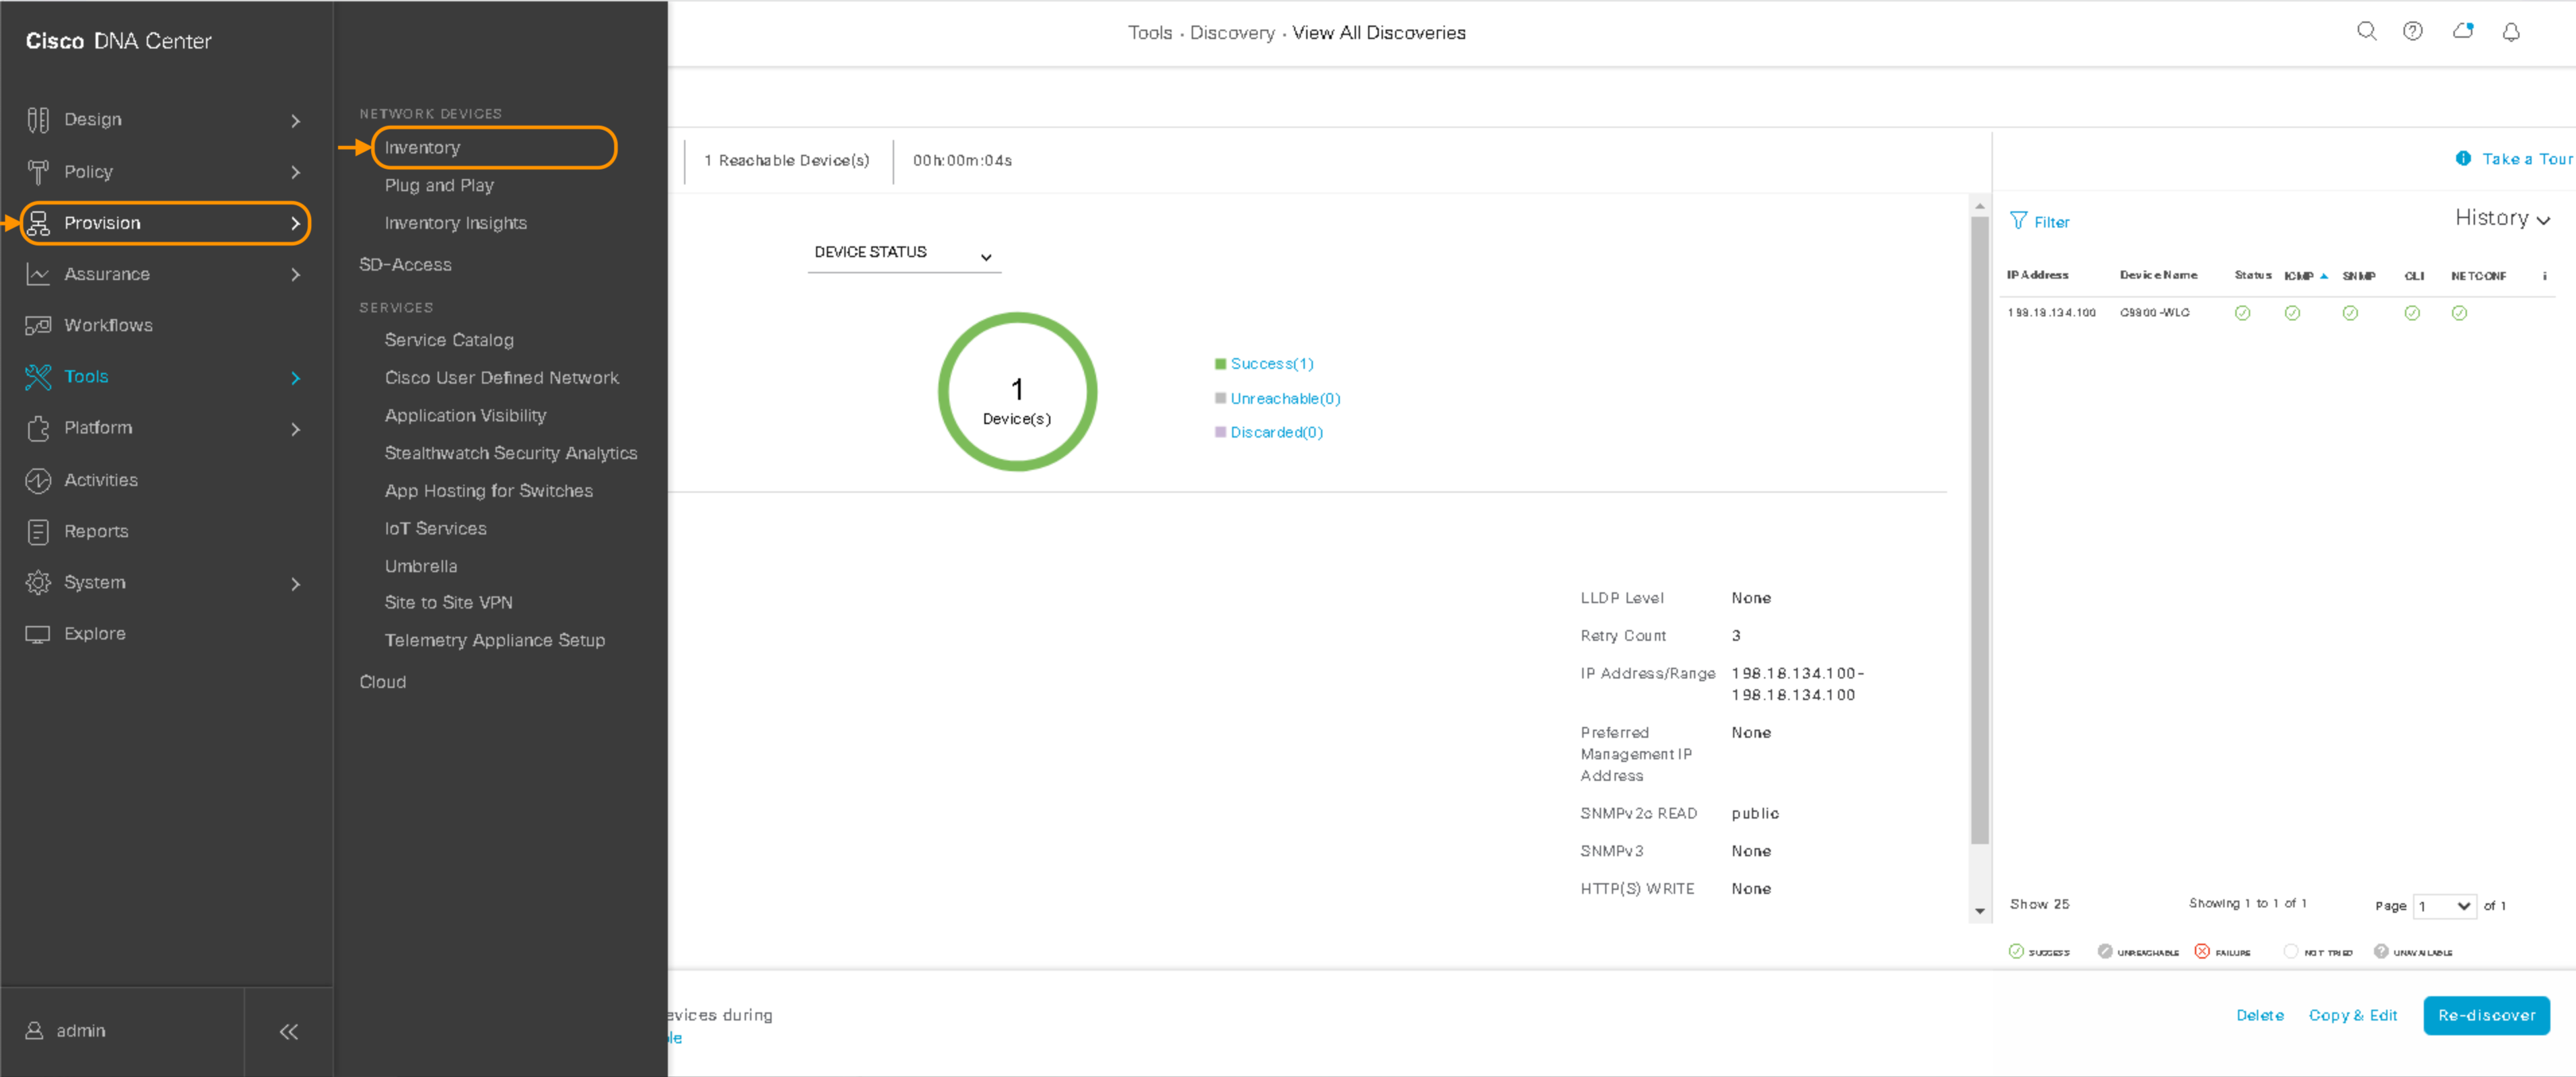 Cisco DNA Center
Design
Policy
Provision
Assurance
Workflows
Tools
Platform
Activities
Reports
System
Explore
admin
NETWORK DEVICES
Inventory
Plug and Play
Inventory Insights
SD-Access
SERVICES
Service Catalog
Cisco User Defined Network
Application Visibility
Stealthwatch Security Analytics
App Hosting for Switches
IoT Services
Umbrella
Site to Site VPN
Telemetry Appliance Setup
Cloud
Tools · Discovery · View All Discoveries
1 Reachable Device(s) 00h:00m:04s
Take a Tour
DEVICE STATUS
1
Device(s)
Success(1)
Unreachable(0)
Discarded(0)
LLDP Level None
Retry Count 3
IP Address/Range 198.18.134.100-
198.18.134.100
Preferred None
Management IP
Address
SNMPv2c READ public
SNMPv3 None
HTTP(S) WRITE None
Filter History
IP Address Device Name Status ICMP SNMP CLI NETCONF
198.18.134.100 C9800-WLC
Show 25 Showing 1 to 1 of 1 Page 1 of 1
SUCCESS UNREACHABLE FAILURE NOT TRIED UNAVAILABLE
evices during
le
Delete Copy & Edit Re-discover